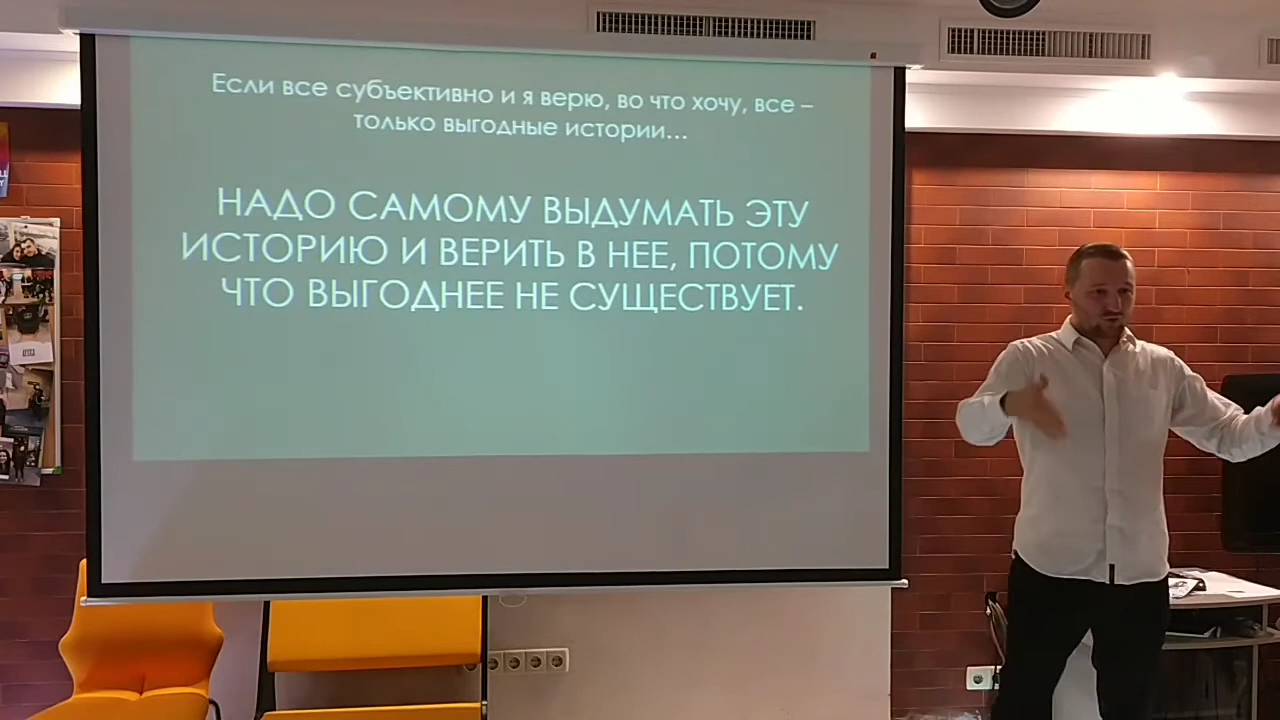 Если все субъективно и я верю, во что хочу, все –
только выгодные истории...
НАДО САМОМУ ВЫДУМАТЬ ЭТУ
ИСТОРИЮ И ВЕРИТЬ В НЕЕ, ПОТОМУ
ЧТО ВЫГОДНЕЕ НЕ СУЩЕСТВУЕТ.